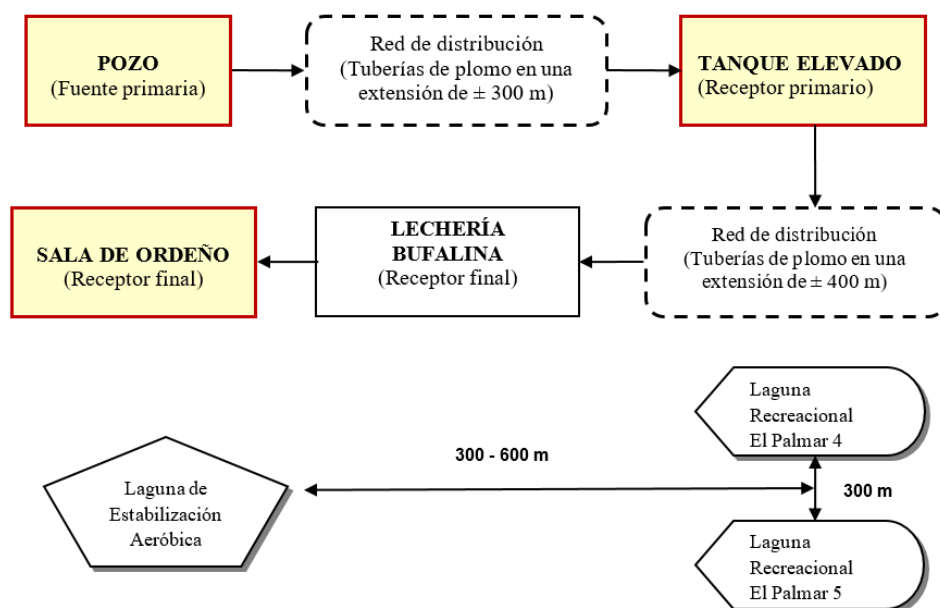 POZO
(Fuente primaria)
Red de distribución
(Tuberías de plomo en una
extensión de ± 300 m)
TANQUE ELEVADO
(Receptor primario)
SALA DE ORDEÑO
(Receptor final)
LECHERÍA
BUFALINA
(Receptor final)
Red de distribución
(Tuberías de plomo en una
extensión de ± 400 m)
Laguna
Recreacional
El Palmar 4
300 - 600 m
300 m
Laguna de
Estabilización
Aeróbica
Laguna
Recreacional
El Palmar 5